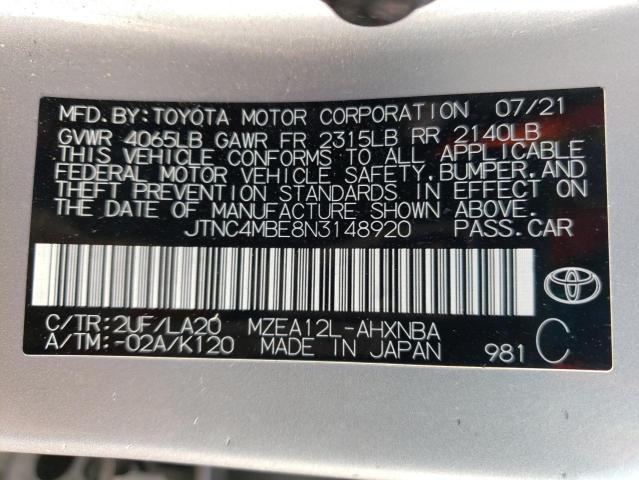 MFD. BY: TOYOTA MOTOR CORPORATION 07/21
GVWR 4065LB GAWR FR 2315LB RR 2140LB
THIS VEHICLE CONFORMS TO ALL APPLICABLE
FEDERAL MOTOR VEHICLE SAFETY, BUMPER, AND
THEFT PREVENTION STANDARDS IN EFFECT ON
THE DATE OF MANUFACTURE SHOWN ABOVE.
JTNC4MBE8N3148920 PASS. CAR
C/TR: 2UF/LA20 MZEA12L-AHXNBA
A/TM: -02A/K120 MADE IN JAPAN 981 C